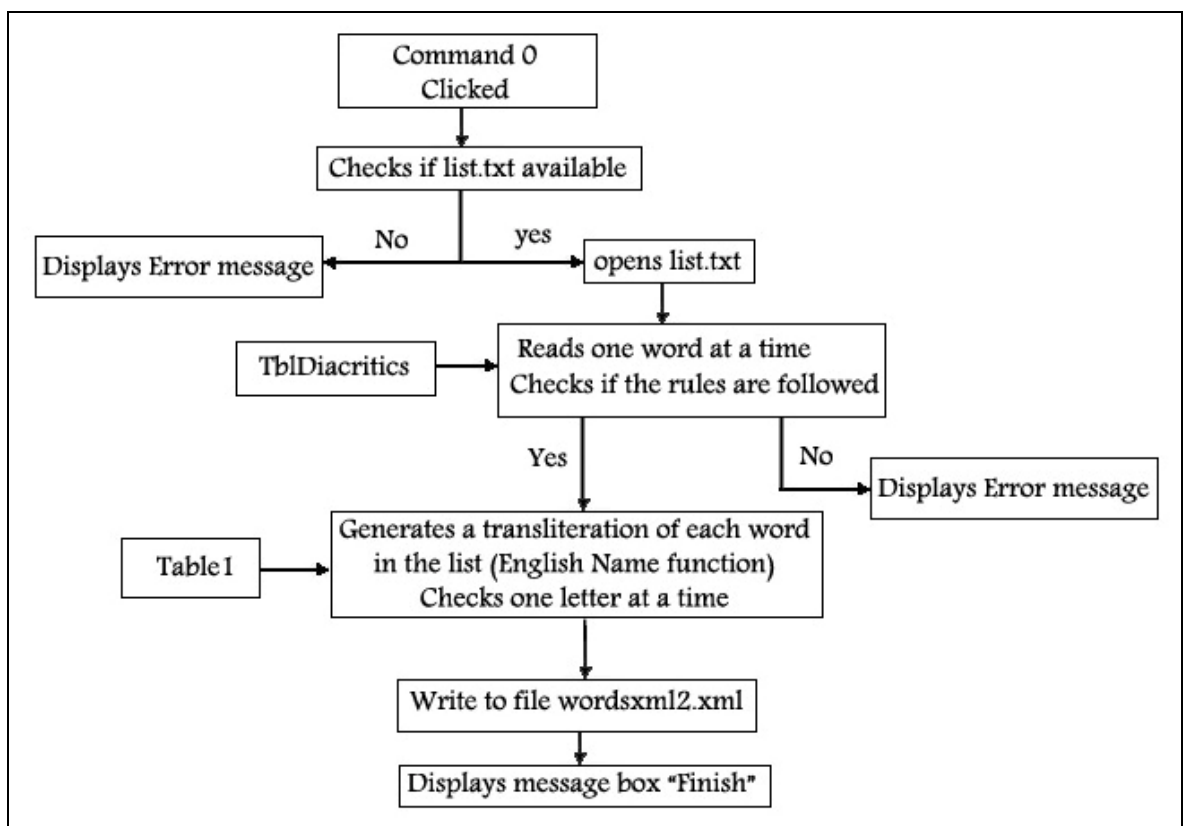 Command 0
Clicked
Checks if list.txt available
No
yes
Displays Error message
opens list.txt
TblDiacritics
Reads one word at a time
Checks if the rules are followed
Yes
No
Displays Error message
Table1
Generates a transliteration of each word
in the list (English Name function)
Checks one letter at a time
Write to file wordsxml2.xml
Displays message box “Finish”